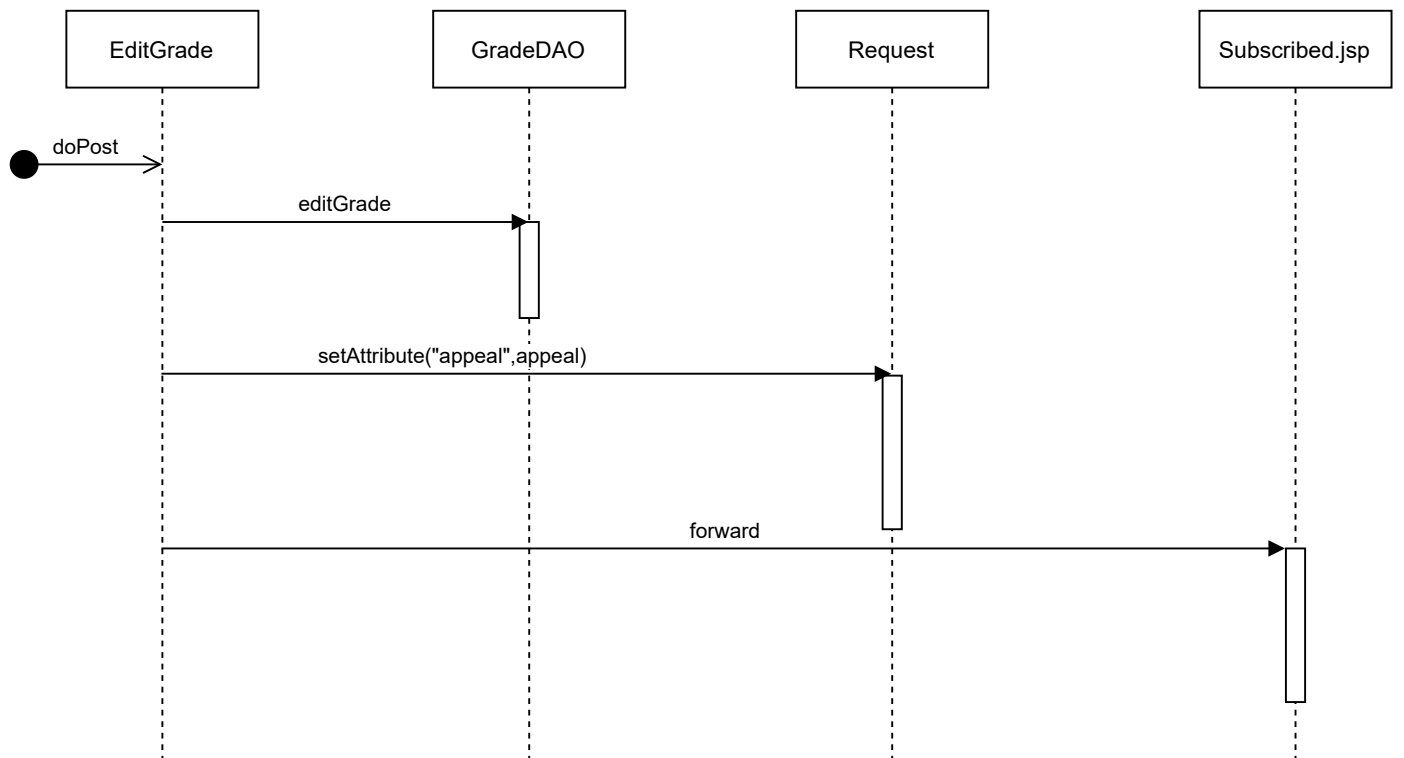 EditGrade
GradeDAO
Request
Subscribed.jsp
doPost
editGrade
setAttribute("appeal",appeal)
forward